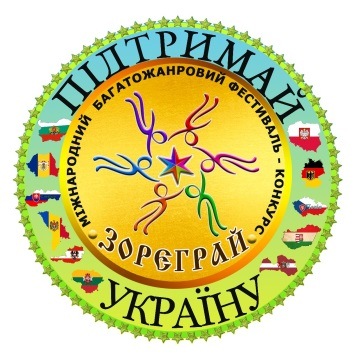 ПІДТРИМАЙ
МІЖНАРОДНИЙ БАГАТОЖАНРОВИЙ ФЕСТИВАЛЬ - КОНКУРС
ЗОРЕГРАЙ
УКРАЇНУ